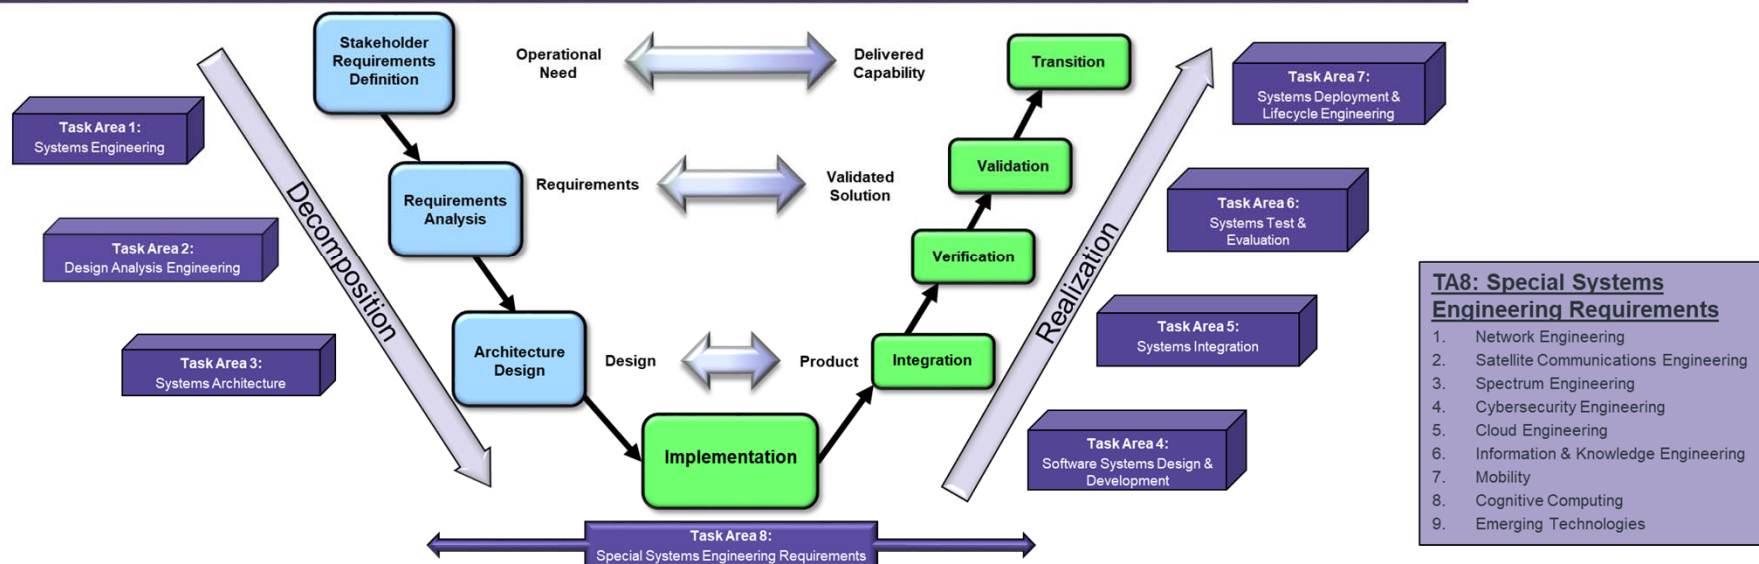 Stakeholder
Requirements
Definition
Operational
Need
Delivered
Capability
Transition
Task Area 7:
Systems Deployment &
Lifecycle Engineering
Task Area 1:
Systems Engineering
Decomposition
Requirements
Analysis
Requirements
Validated
Solution
Validation
Realization
Task Area 6:
Systems Test &
Evaluation
Task Area 2:
Design Analysis Engineering
Verification
Task Area 3:
Systems Architecture
Architecture
Design
Design
Product
Integration
Task Area 5:
Systems Integration
Implementation
Task Area 4:
Software Systems Design &
Development
Task Area 8:
Special Systems Engineering Requirements
TA8: Special Systems
Engineering Requirements
1. Network Engineering
2. Satellite Communications Engineering
3. Spectrum Engineering
4. Cybersecurity Engineering
5. Cloud Engineering
6. Information & Knowledge Engineering
7. Mobility
8. Cognitive Computing
9. Emerging Technologies